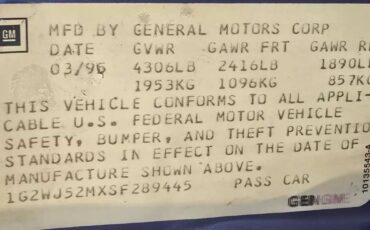 GM
MFD BY GENERAL MOTORS CORP
DATE GVWR GAWR FRT GAWR R
03/95 4306LB 2416LB 1890L
1953KG 1096KG 857K
THIS VEHICLE CONFORMS TO ALL APPLI-
CABLE U.S. FEDERAL MOTOR VEHICLE
SAFETY, BUMPER, AND THEFT PREVENTIO
STANDARDS IN EFFECT ON THE DATE OF
MANUFACTURE SHOWN ABOVE.
1G2WJ52MXSF289445 PASS CAR
10135543-A